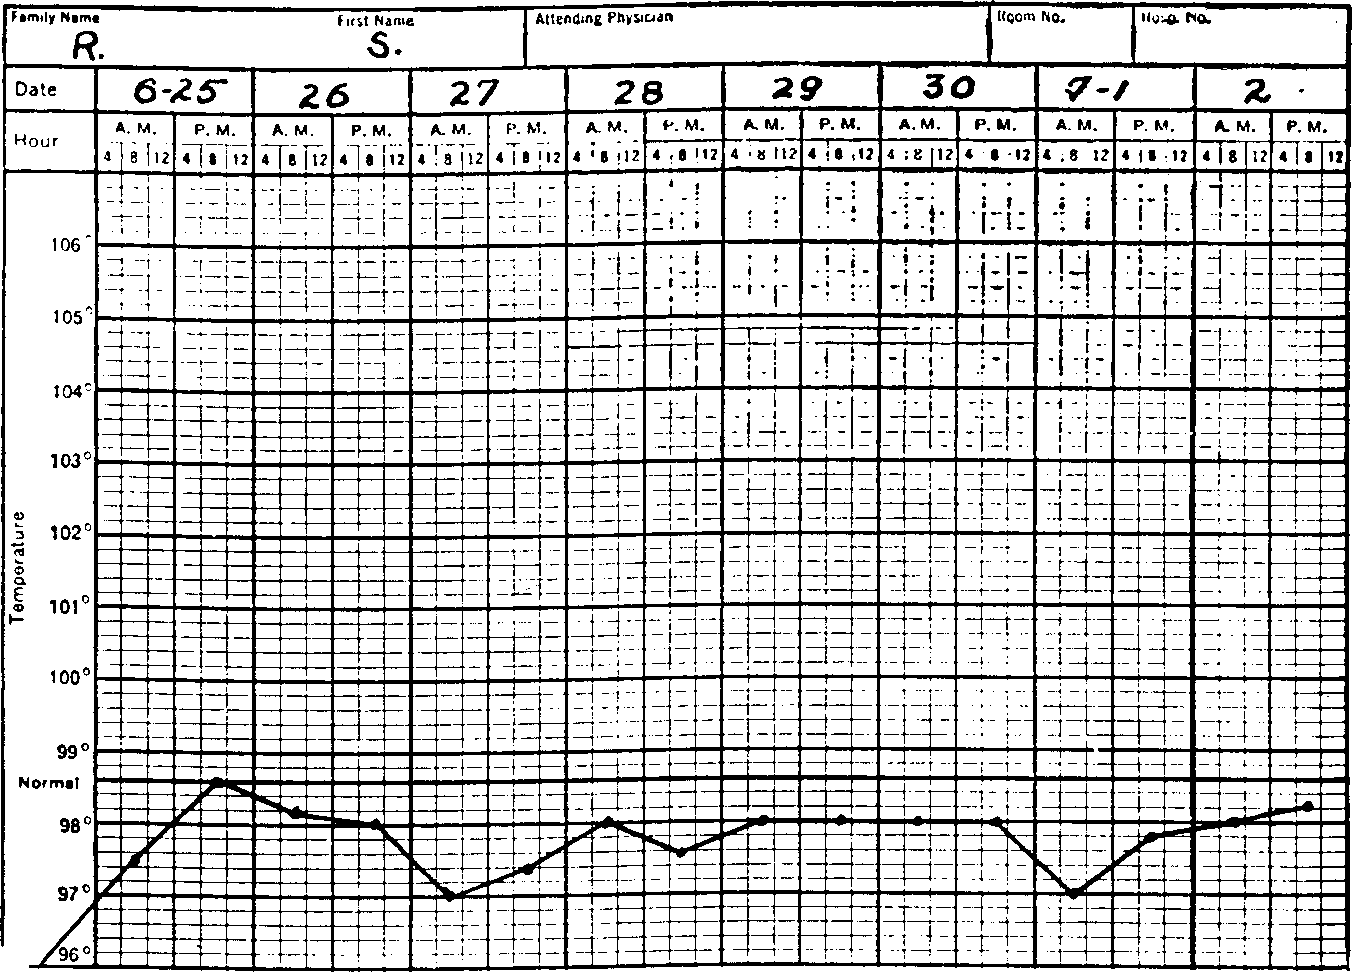 Family Name First Name Attending Physician Room No. Hosp. No.
R. S.
Date 6-25 26 27 28 29 30 7-1 2
Hour A. M. P. M. A. M. P. M. A. M. P. M. A. M. P. M. A. M. P. M. A. M. P. M. A. M. P. M. A. M. P. M.
4 8 12 4 8 12 4 8 12 4 8 12 4 8 12 4 8 12 4 8 12 4 8 12 4 8 12 4 8 12 4 8 12 4 8 12 4 8 12 4 8 12 4 8 12 4 8 12
106°
105°
104°
103°
102°
Temperature
101°
100°
99°
Normal
98°
97°
96°